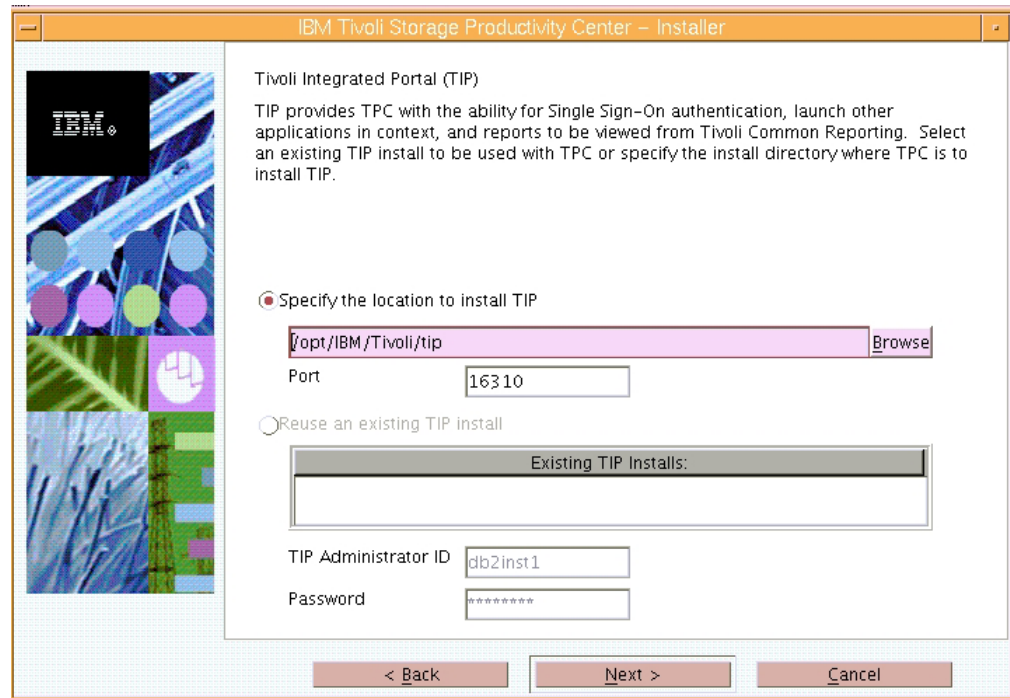 IBM Tivoli Storage Productivity Center – Installer
IBM®
Tivoli Integrated Portal (TIP)
TIP provides TPC with the ability for Single Sign–On authentication, launch other
applications in context, and reports to be viewed from Tivoli Common Reporting. Select
an existing TIP install to be used with TPC or specify the install directory where TPC is to
install TIP.
Specify the location to install TIP
/opt/IBM/Tivoli/tip
Browse
Port
16310
Reuse an existing TIP install
Existing TIP Installs:
TIP Administrator ID
db2inst1
Password
********
< Back
Next >
Cancel